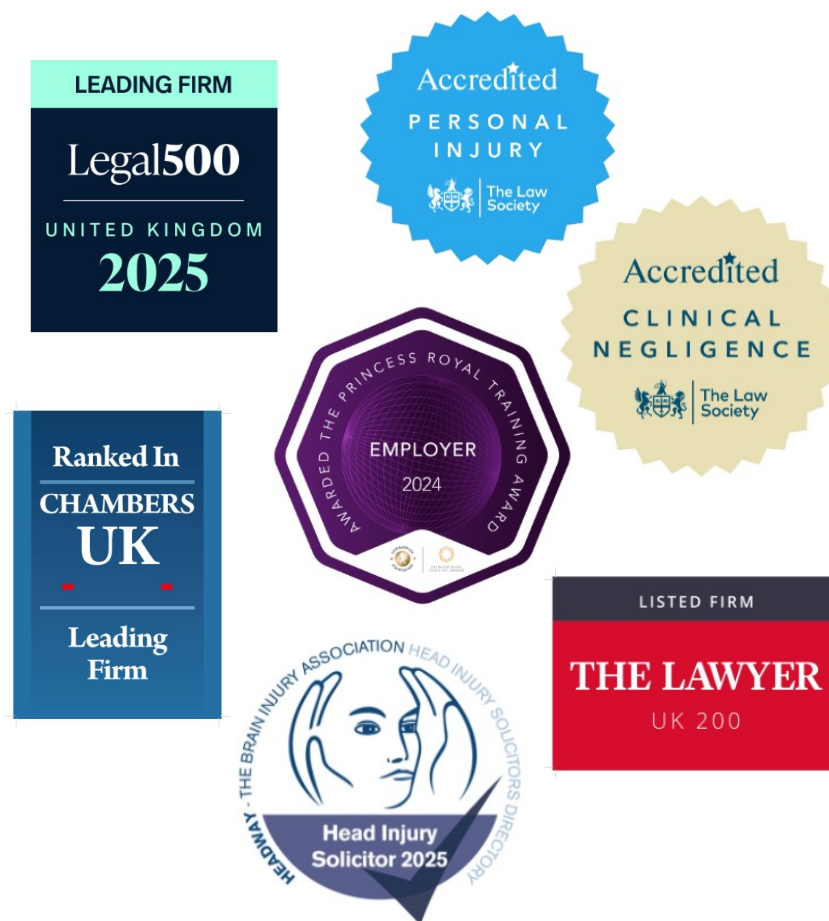 LEADING FIRM
Legal500
UNITED KINGDOM
2025
Accredited
PERSONAL
INJURY
The Law
Society
Accredited
CLINICAL
NEGLIGENCE
The Law
Society
AWARDED THE PRINCESS ROYAL TRAINING AWARD
EMPLOYER
2024
Ranked In
CHAMBERS
UK
Leading
Firm
LISTED FIRM
THE LAWYER
UK 200
HEADWAY - THE BRAIN INJURY ASSOCIATION HEAD INJURY SOLICITORS DIRECTORY
Head Injury
Solicitor 2025